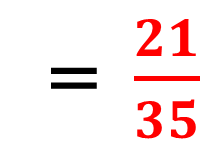 = 21/35